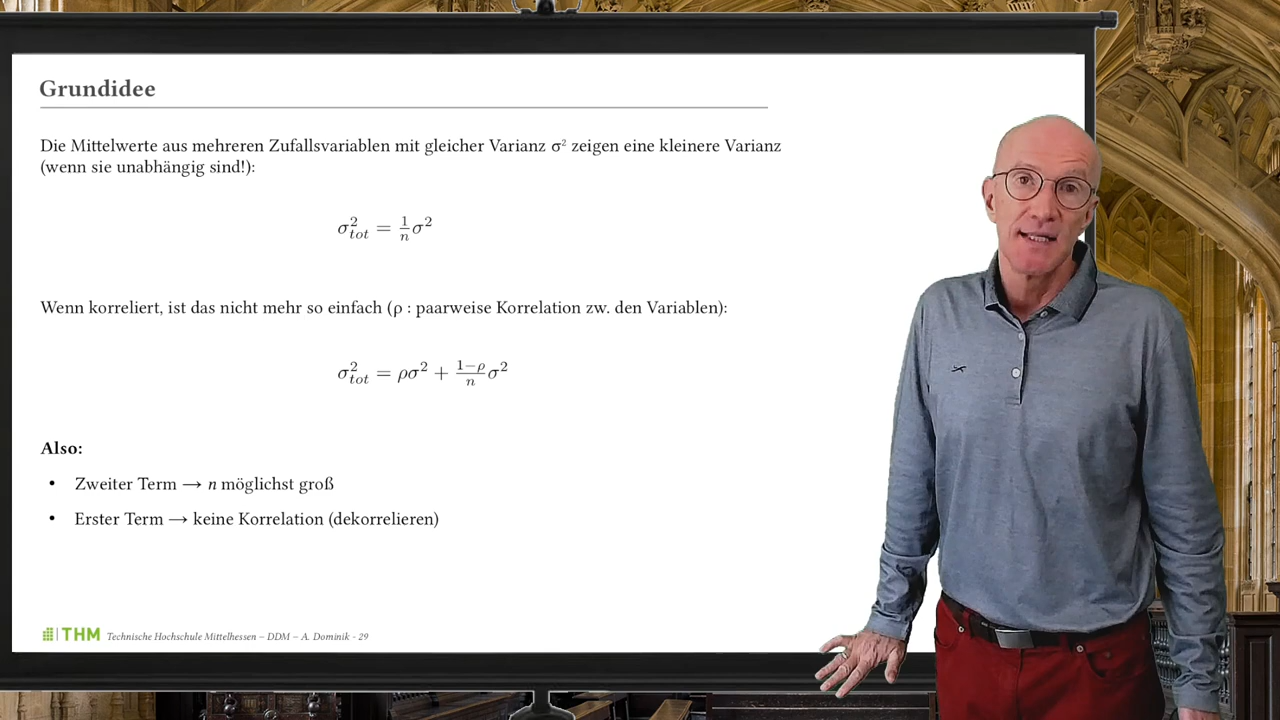 Grundidee
Die Mittelwerte aus mehreren Zufallsvariablen mit gleicher Varianz σ² zeigen eine kleinere Varianz
(wenn sie unabhängig sind!):
σ²_tot = 1/n σ²
Wenn korreliert, ist das nicht mehr so einfach (ρ : paarweise Korrelation zw. den Variablen):
σ²_tot = ρσ² + (1−ρ)/n σ²
Also:
• Zweiter Term → n möglichst groß
• Erster Term → keine Korrelation (dekorrelieren)
THM Technische Hochschule Mittelhessen – DDM – A. Dominik - 29